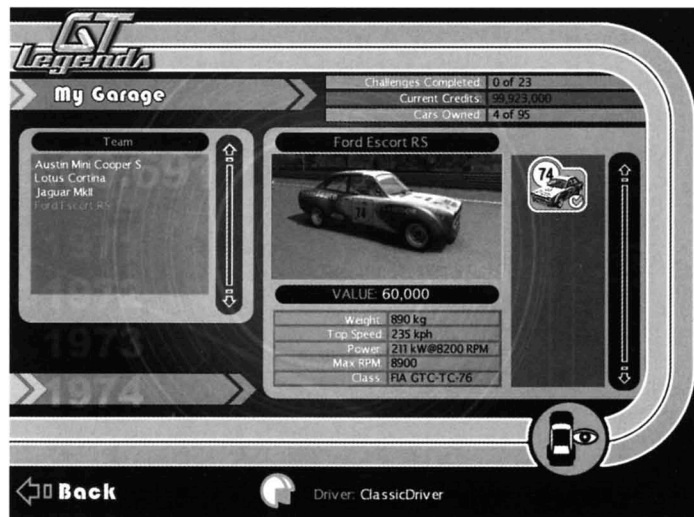 GT
Legends
My Garage
Challenges Completed: 0 of 23
Current Credits: 99,923,000
Cars Owned: 4 of 95
Team
Austin Mini Cooper S
Lotus Cortina
Jaguar MkII
Ford Escort RS
Ford Escort RS
74
74
VALUE: 60,000
Weight: 890 kg
Top Speed: 235 kph
Power: 211 kW@8200 RPM
Max RPM: 8900
Class: FIA GTC-TC-76
1972
1973
1974
Back
Driver: ClassicDriver